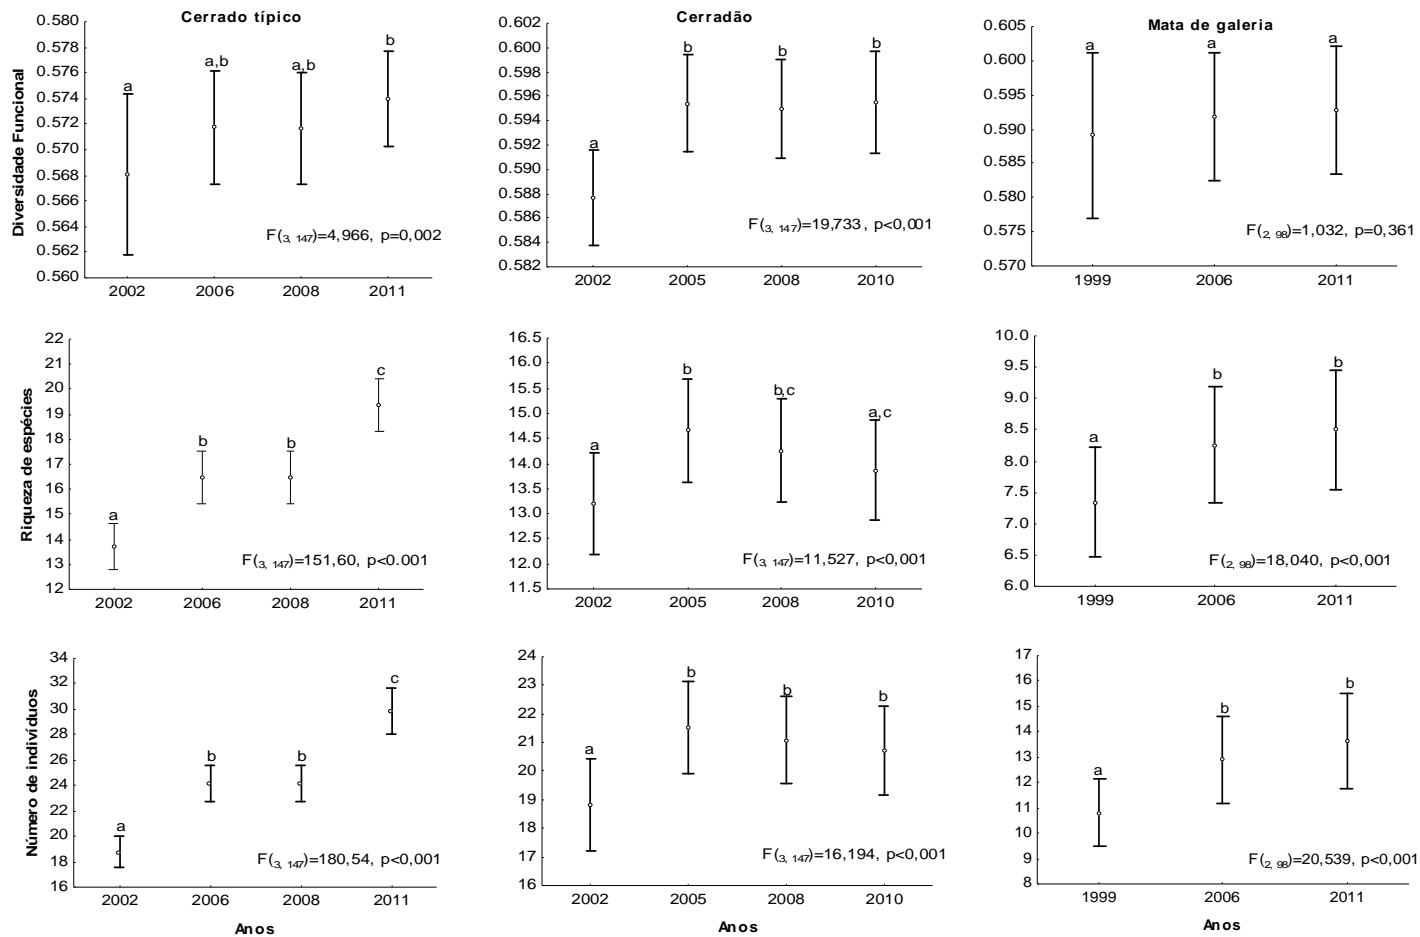 Cerrado típico
Cerradão
Mata de galeria
Diversidade Funcional
0.580
0.578
0.576
0.574
0.572
0.570
0.568
0.566
0.564
0.562
0.560
a
a,b
a,b
b
F(3, 147)=4,966, p=0,002
2002 2006 2008 2011
0.602
0.600
0.598
0.596
0.594
0.592
0.590
0.588
0.586
0.584
0.582
a
b
b
b
F(3, 147)=19,733, p<0,001
2002 2005 2008 2010
0.605
0.600
0.595
0.590
0.585
0.580
0.575
0.570
a
a
a
F(2, 98)=1,032, p=0,361
1999 2006 2011
Riqueza de espécies
22
21
20
19
18
17
16
15
14
13
12
a
b
b
c
F(3, 147)=151,60, p<0.001
2002 2006 2008 2011
16.5
16.0
15.5
15.0
14.5
14.0
13.5
13.0
12.5
12.0
11.5
a
b
b,c
a,c
F(3, 147)=11,527, p<0,001
2002 2005 2008 2010
10.0
9.5
9.0
8.5
8.0
7.5
7.0
6.5
6.0
a
b
b
F(2, 98)=18,040, p<0,001
1999 2006 2011
Número de indivíduos
34
32
30
28
26
24
22
20
18
16
a
b
b
c
F(3, 147)=180,54, p<0,001
2002 2006 2008 2011
Anos
24
23
22
21
20
19
18
17
16
a
b
b
b
F(3, 147)=16,194, p<0,001
2002 2005 2008 2010
Anos
17
16
15
14
13
12
11
10
9
8
a
b
b
F(2, 98)=20,539, p<0,001
1999 2006 2011
Anos